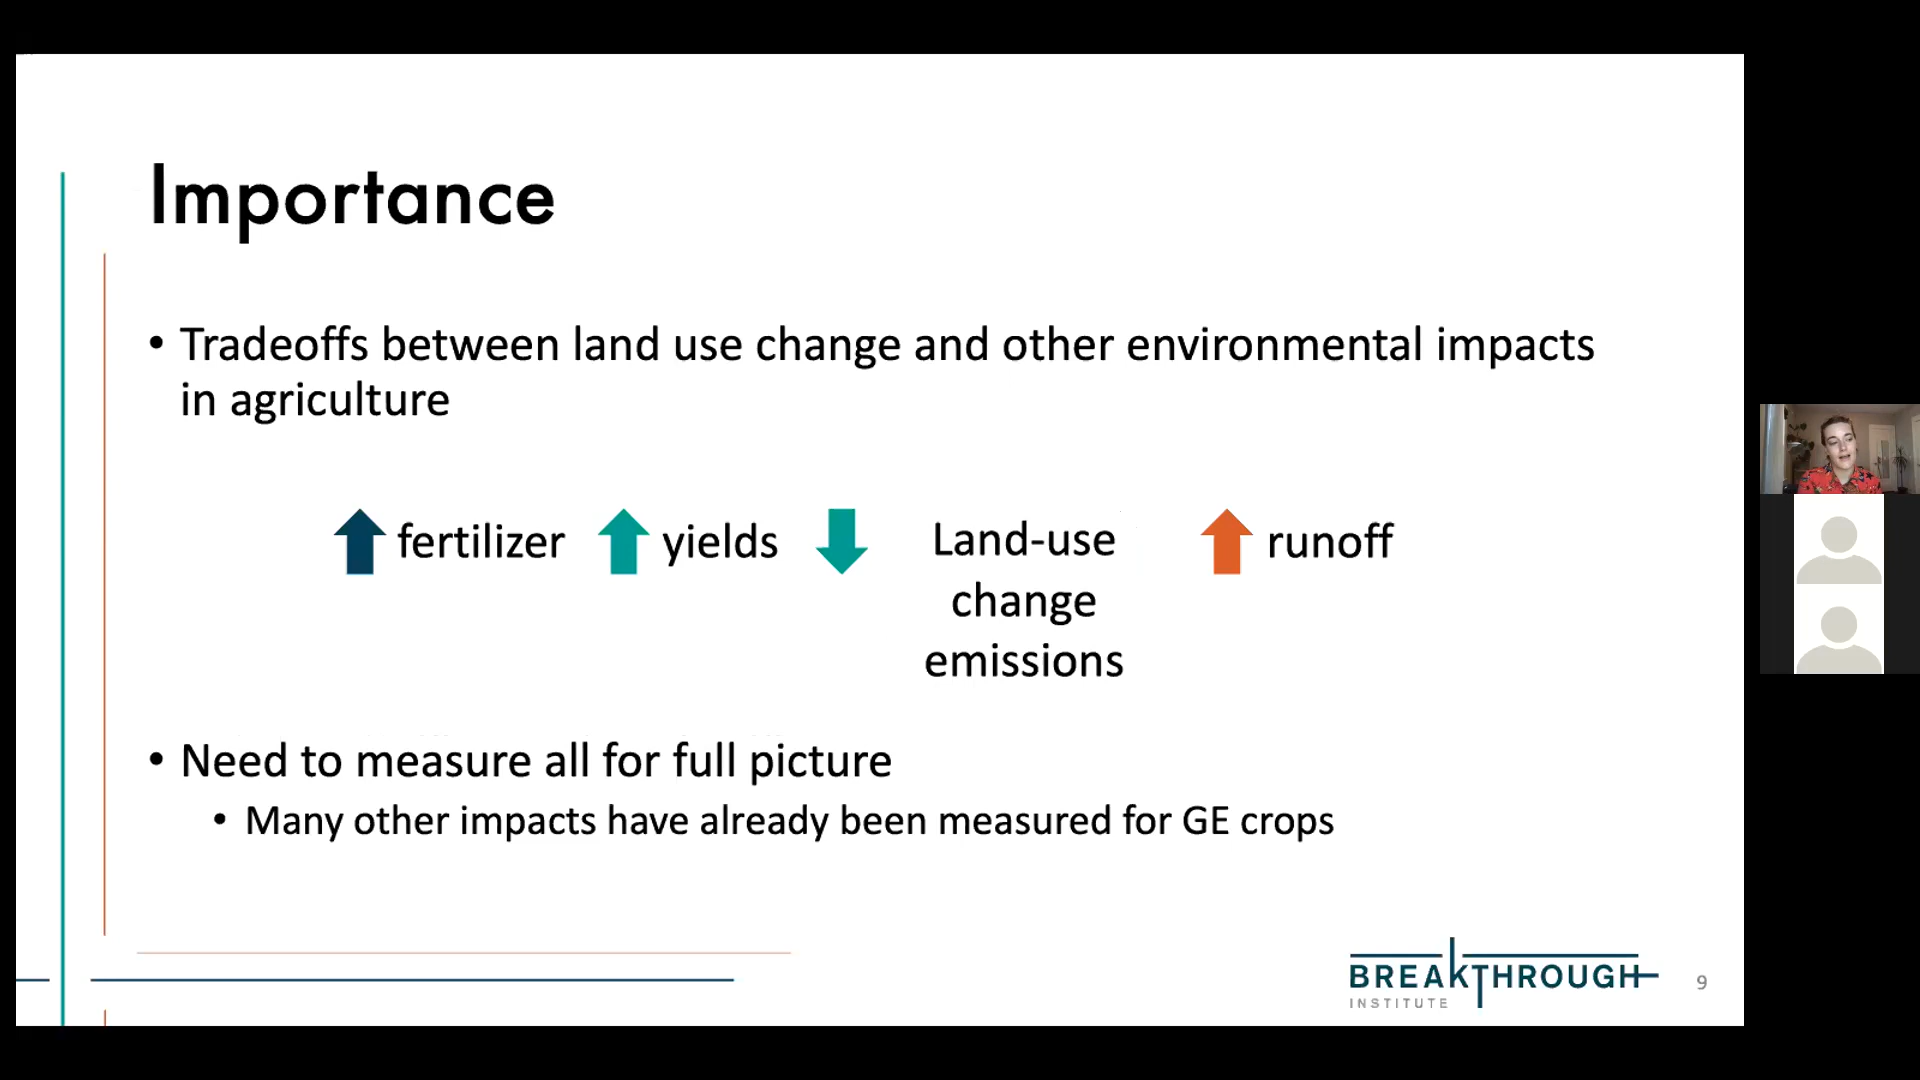 Importance
• Tradeoffs between land use change and other environmental impacts
in agriculture
fertilizer yields Land-use runoff
change
emissions
• Need to measure all for full picture
• Many other impacts have already been measured for GE crops
BREAKTHROUGH
INSTITUTE
9